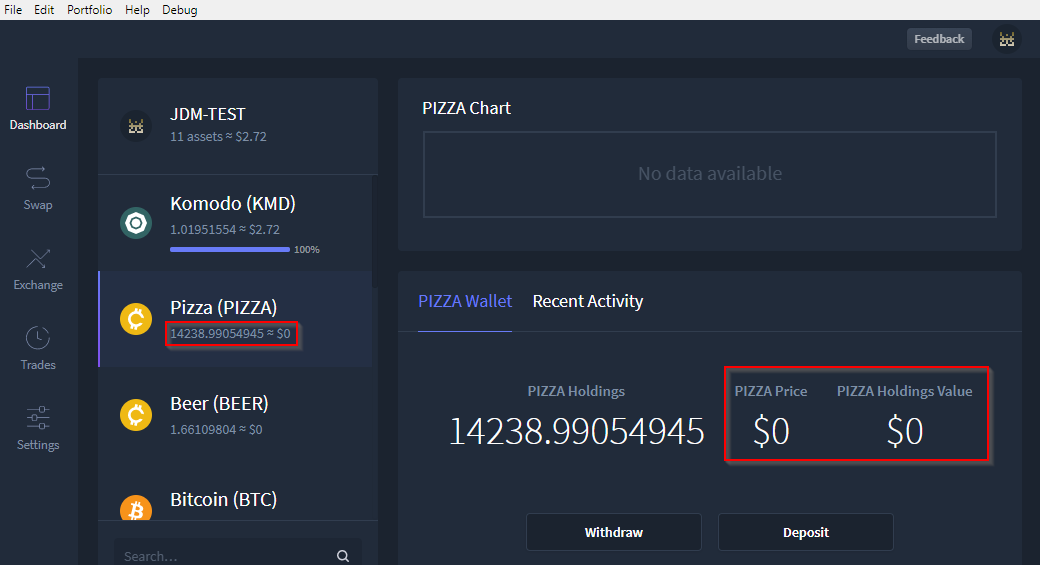 File Edit Portfolio Help Debug
Feedback
Dashboard
Swap
Exchange
Trades
Settings
JDM-TEST
11 assets ≈ $2.72
Komodo (KMD)
1.01951554 ≈ $2.72
100%
Pizza (PIZZA)
14238.99054945 ≈ $0
Beer (BEER)
1.66109804 ≈ $0
Bitcoin (BTC)
Search...
PIZZA Chart
No data available
PIZZA Wallet Recent Activity
PIZZA Holdings PIZZA Price PIZZA Holdings Value
14238.99054945 $0 $0
Withdraw Deposit